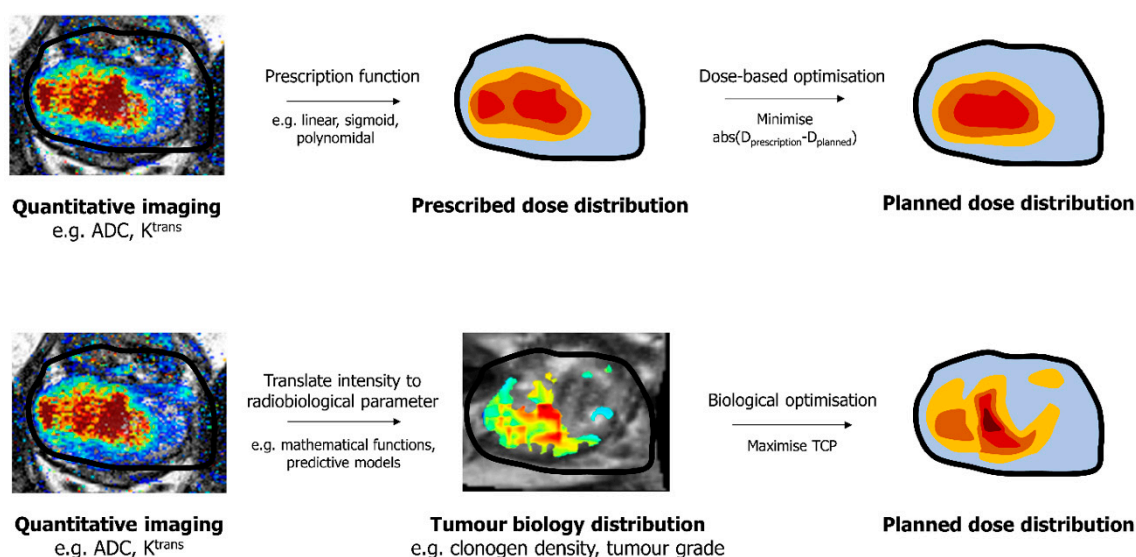 Prescription function
e.g. linear, sigmoid,
polynomidal
Dose-based optimisation
Minimise
abs(Dprescription-Dplanned)
Quantitative imaging
e.g. ADC, Ktrans
Prescribed dose distribution
Planned dose distribution
Translate intensity to
radiobiological parameter
e.g. mathematical functions,
predictive models
Biological optimisation
Maximise TCP
Quantitative imaging
e.g. ADC, Ktrans
Tumour biology distribution
e.g. clonogen density, tumour grade
Planned dose distribution